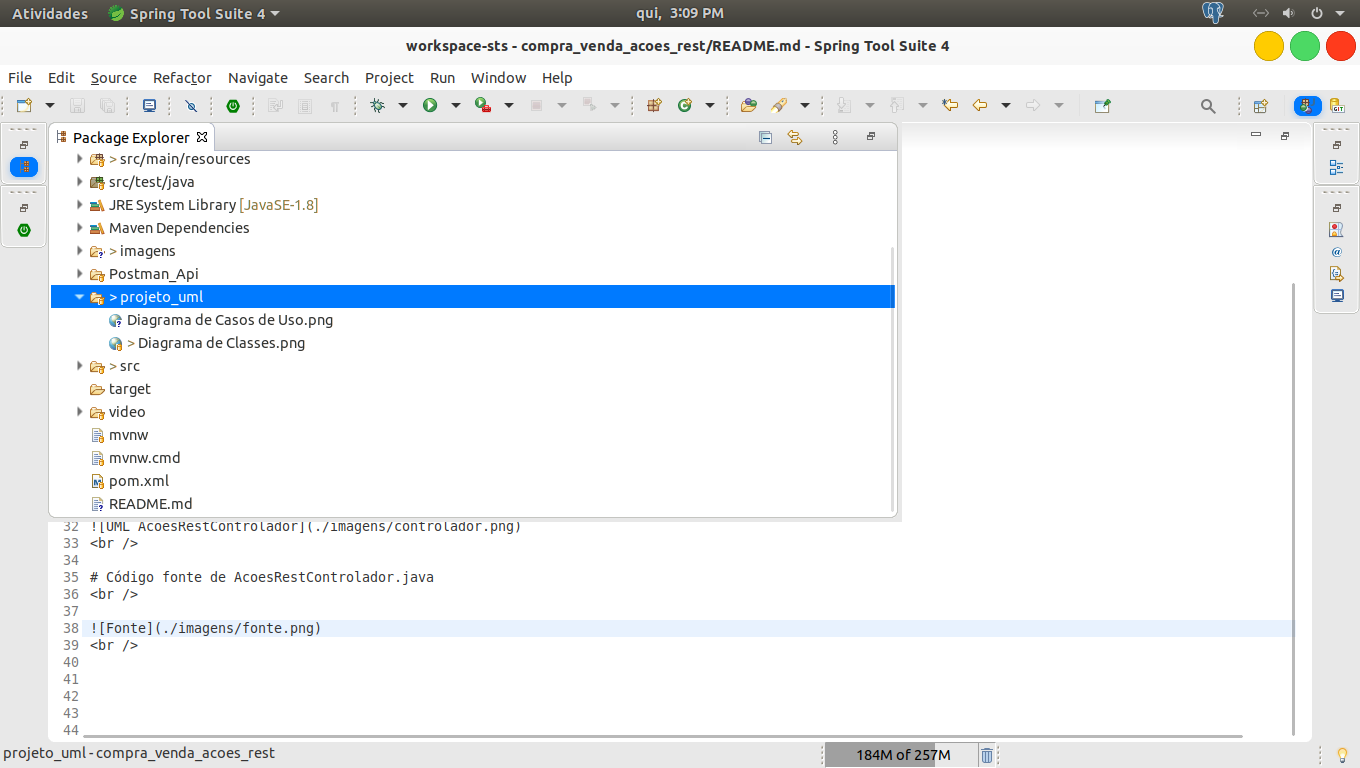 Atividades Spring Tool Suite 4 qui, 3:09 PM
workspace-sts - compra_venda_acoes_rest/README.md - Spring Tool Suite 4
File Edit Source Refactor Navigate Search Project Run Window Help
Package Explorer
> src/main/resources
src/test/java
JRE System Library [JavaSE-1.8]
Maven Dependencies
> imagens
Postman_Api
> projeto_uml
Diagrama de Casos de Uso.png
> Diagrama de Classes.png
> src
target
video
mvnw
mvnw.cmd
pom.xml
README.md
32 ![UML AcoesRestControlador](./imagens/controlador.png)
33 <br />
34
35 # Código fonte de AcoesRestControlador.java
36 <br />
37
38 ![Fonte](./imagens/fonte.png)
39 <br />
40
41
42
43
44
projeto_uml - compra_venda_acoes_rest 184M of 257M